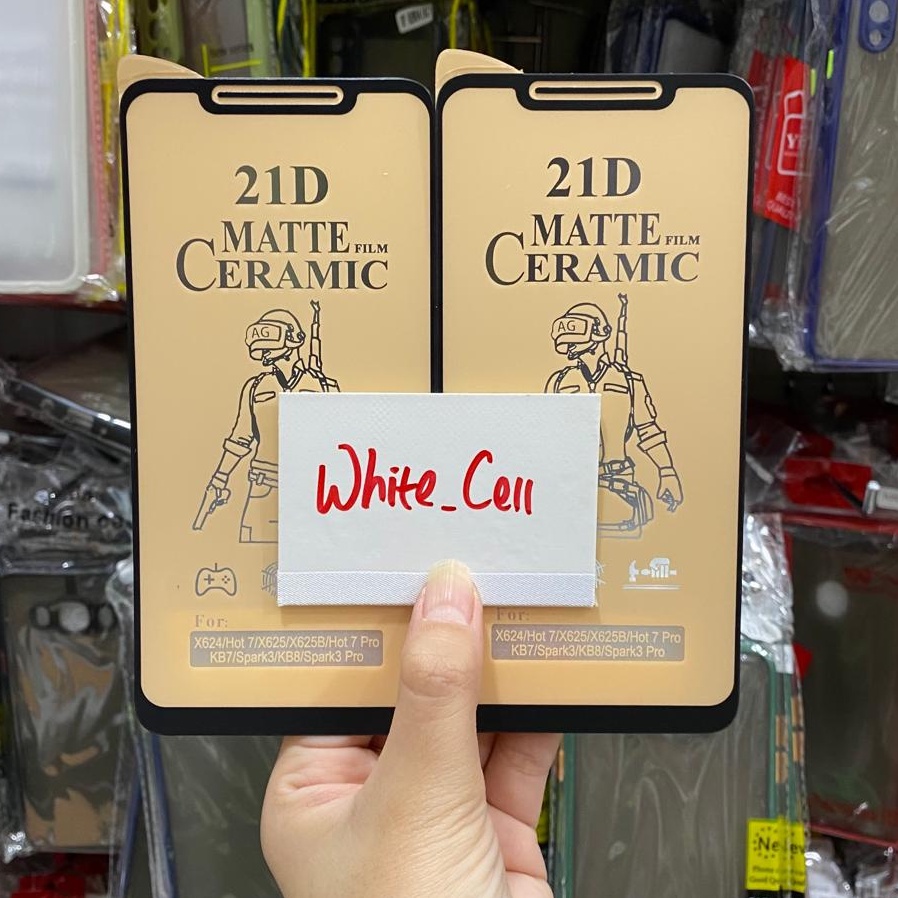 21D
MATTE FILM
CERAMIC
AG
21D
MATTE FILM
CERAMIC
AG
White_Cell
For:
X624/Hot 7/X625/X625B/Hot 7 Pro
KB7/Spark3/KB8/Spark3 Pro
For:
X624/Hot 7/X625/X625B/Hot 7 Pro
KB7/Spark3/KB8/Spark3 Pro
Fashion